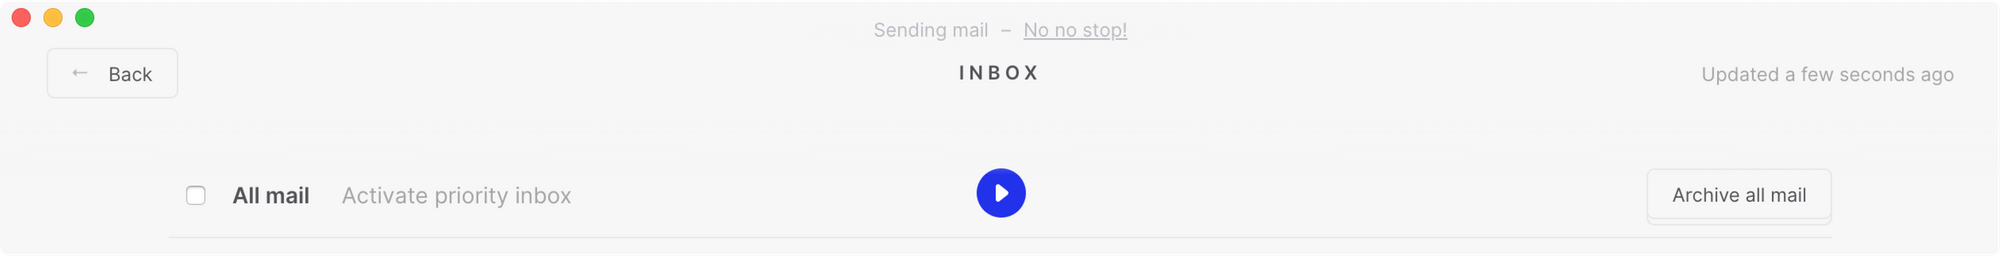 Sending mail – No no stop!
← Back
INBOX
Updated a few seconds ago
All mail Activate priority inbox
Archive all mail